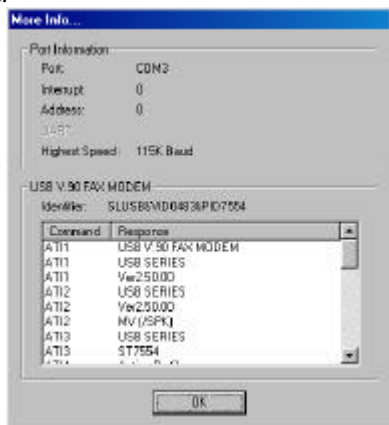 More Info...
Port Information
Port: COM3
Interrupt: 0
Address: 0
UART:
Highest Speed: 115K Baud
USB V.90 FAX MODEM
Identifier: SLUSB\VID0483&PID7554
Command Response
ATI1 USB V.90 FAX MODEM
ATI1 USB SERIES
ATI1 Ver2.50.00
ATI2 USB SERIES
ATI2 Ver2.50.00
ATI2 MV (/SPK)
ATI3 USB SERIES
ATI3 ST7554
OK